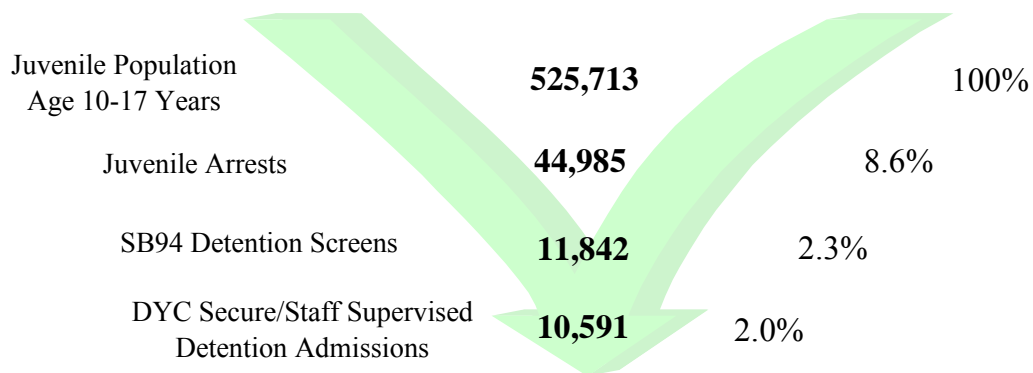 Juvenile Population
Age 10-17 Years
525,713
100%
Juvenile Arrests
44,985
8.6%
SB94 Detention Screens
11,842
2.3%
DYC Secure/Staff Supervised
Detention Admissions
10,591
2.0%